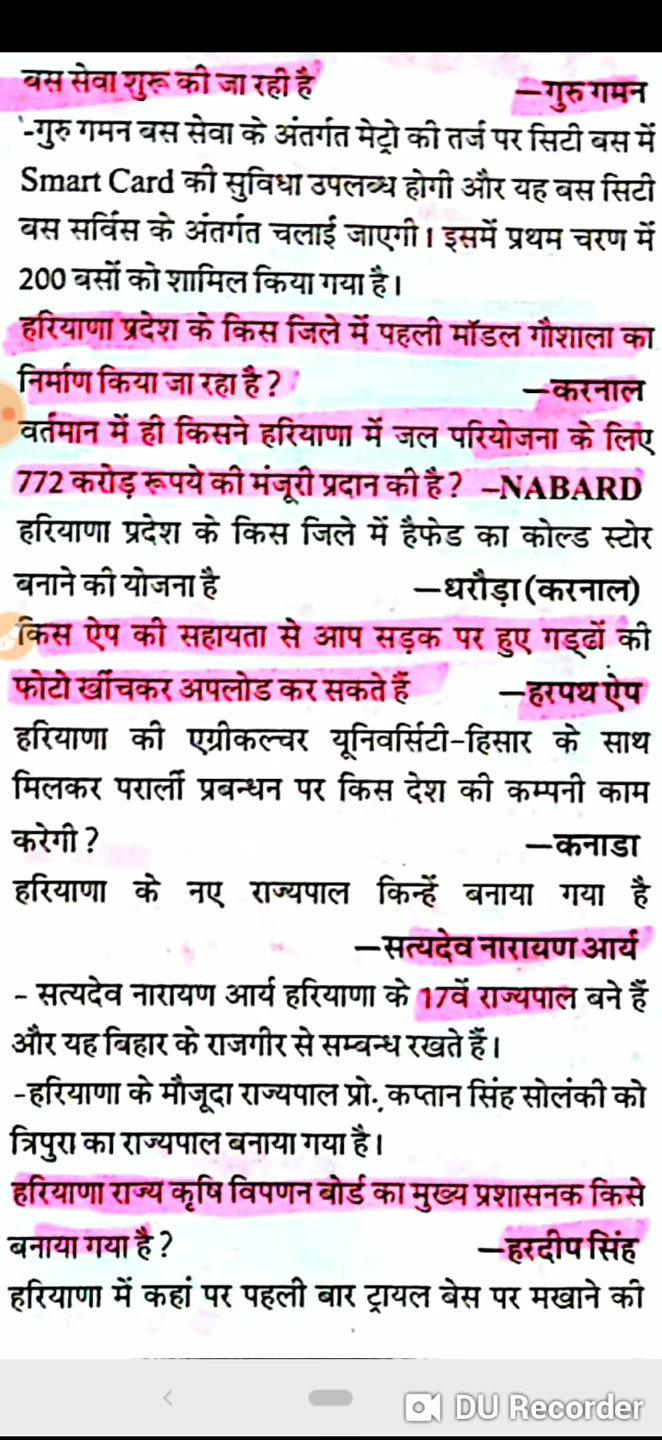 बस सेवा शुरू की जा रही है —गुरु गमन
-गुरु गमन बस सेवा के अंतर्गत मेट्रो की तर्ज पर सिटी बस में
Smart Card की सुविधा उपलब्ध होगी और यह बस सिटी
बस सर्विस के अंतर्गत चलाई जाएगी। इसमें प्रथम चरण में
200 बसों को शामिल किया गया है।
हरियाणा प्रदेश के किस जिले में पहली मॉडल गौशाला का
निर्माण किया जा रहा है? —करनाल
वर्तमान में ही किसने हरियाणा में जल परियोजना के लिए
772 करोड़ रूपये की मंजूरी प्रदान की है? –NABARD
हरियाणा प्रदेश के किस जिले में हैफेड का कोल्ड स्टोर
बनाने की योजना है —धरौड़ा (करनाल)
किस ऐप की सहायता से आप सड़क पर हुए गड्ढों की
फोटो खींचकर अपलोड कर सकते हैं —हरपथ ऐप
हरियाणा की एग्रीकल्चर यूनिवर्सिटी-हिसार के साथ
मिलकर परार्ली प्रबन्धन पर किस देश की कम्पनी काम
करेगी? —कनाडा
हरियाणा के नए राज्यपाल किन्हें बनाया गया है
—सत्यदेव नारायण आर्य
- सत्यदेव नारायण आर्य हरियाणा के 17वें राज्यपाल बने हैं
और यह बिहार के राजगीर से सम्बन्ध रखते हैं।
-हरियाणा के मौजूदा राज्यपाल प्रो. कप्तान सिंह सोलंकी को
त्रिपुरा का राज्यपाल बनाया गया है।
हरियाणा राज्य कृषि विपणन बोर्ड का मुख्य प्रशासनक किसे
बनाया गया है? —हरदीप सिंह
हरियाणा में कहां पर पहली बार ट्रायल बेस पर मखाने की
DU Recorder